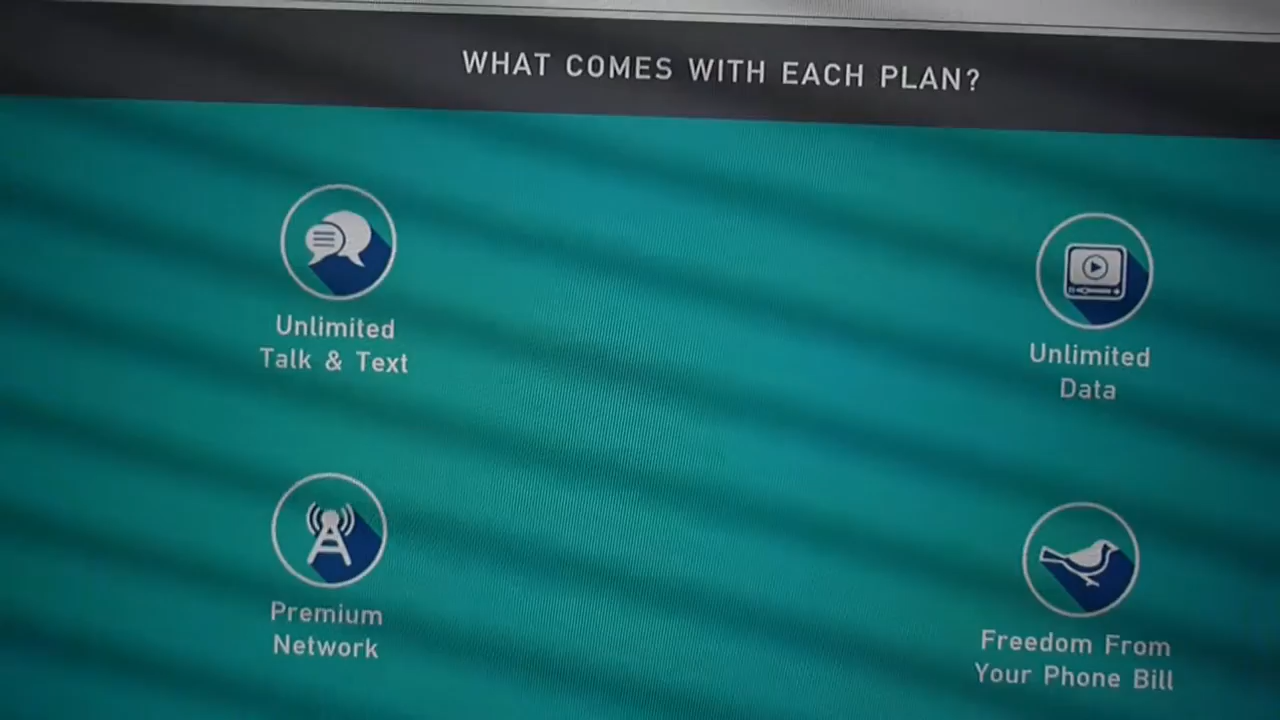 WHAT COMES WITH EACH PLAN?
Unlimited
Talk & Text
Unlimited
Data
Premium
Network
Freedom From
Your Phone Bill